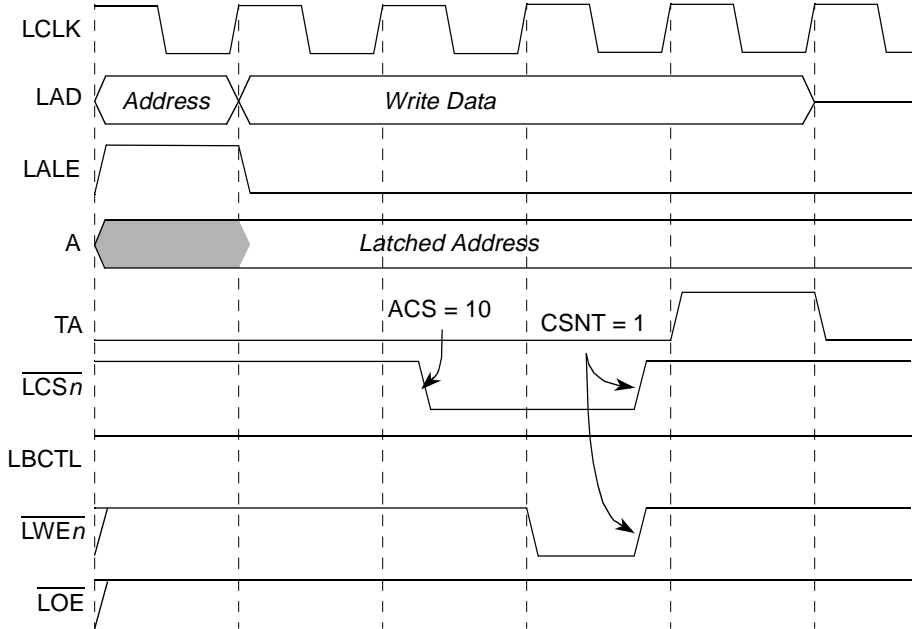 LCLK
LAD
Address
Write Data
LALE
A
Latched Address
TA
ACS = 10
CSNT = 1
LCSn
LBCTL
LWEn
LOE